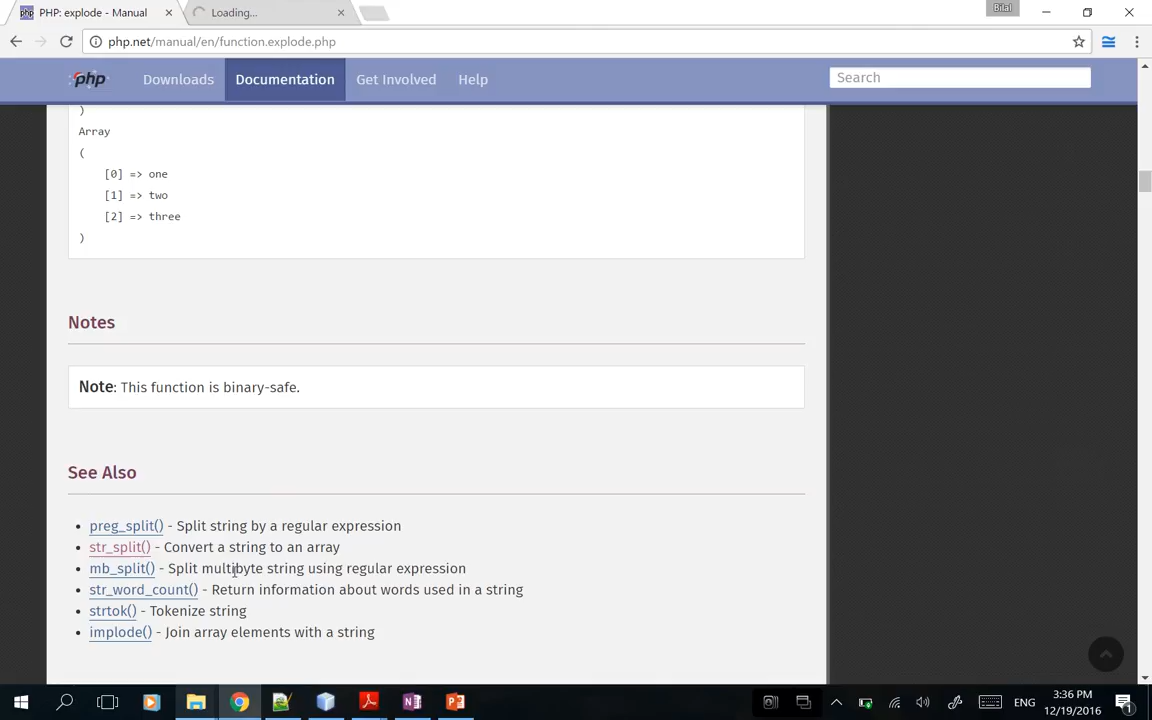 PHP: explode - Manual
Loading...
Bilal
php.net/manual/en/function.explode.php
php
Downloads
Documentation
Get Involved
Help
Search
)
Array
(
[0] => one
[1] => two
[2] => three
)
Notes
Note: This function is binary-safe.
See Also
preg_split() - Split string by a regular expression
str_split() - Convert a string to an array
mb_split() - Split multibyte string using regular expression
str_word_count() - Return information about words used in a string
strtok() - Tokenize string
implode() - Join array elements with a string
ENG
3:36 PM
12/19/2016
1